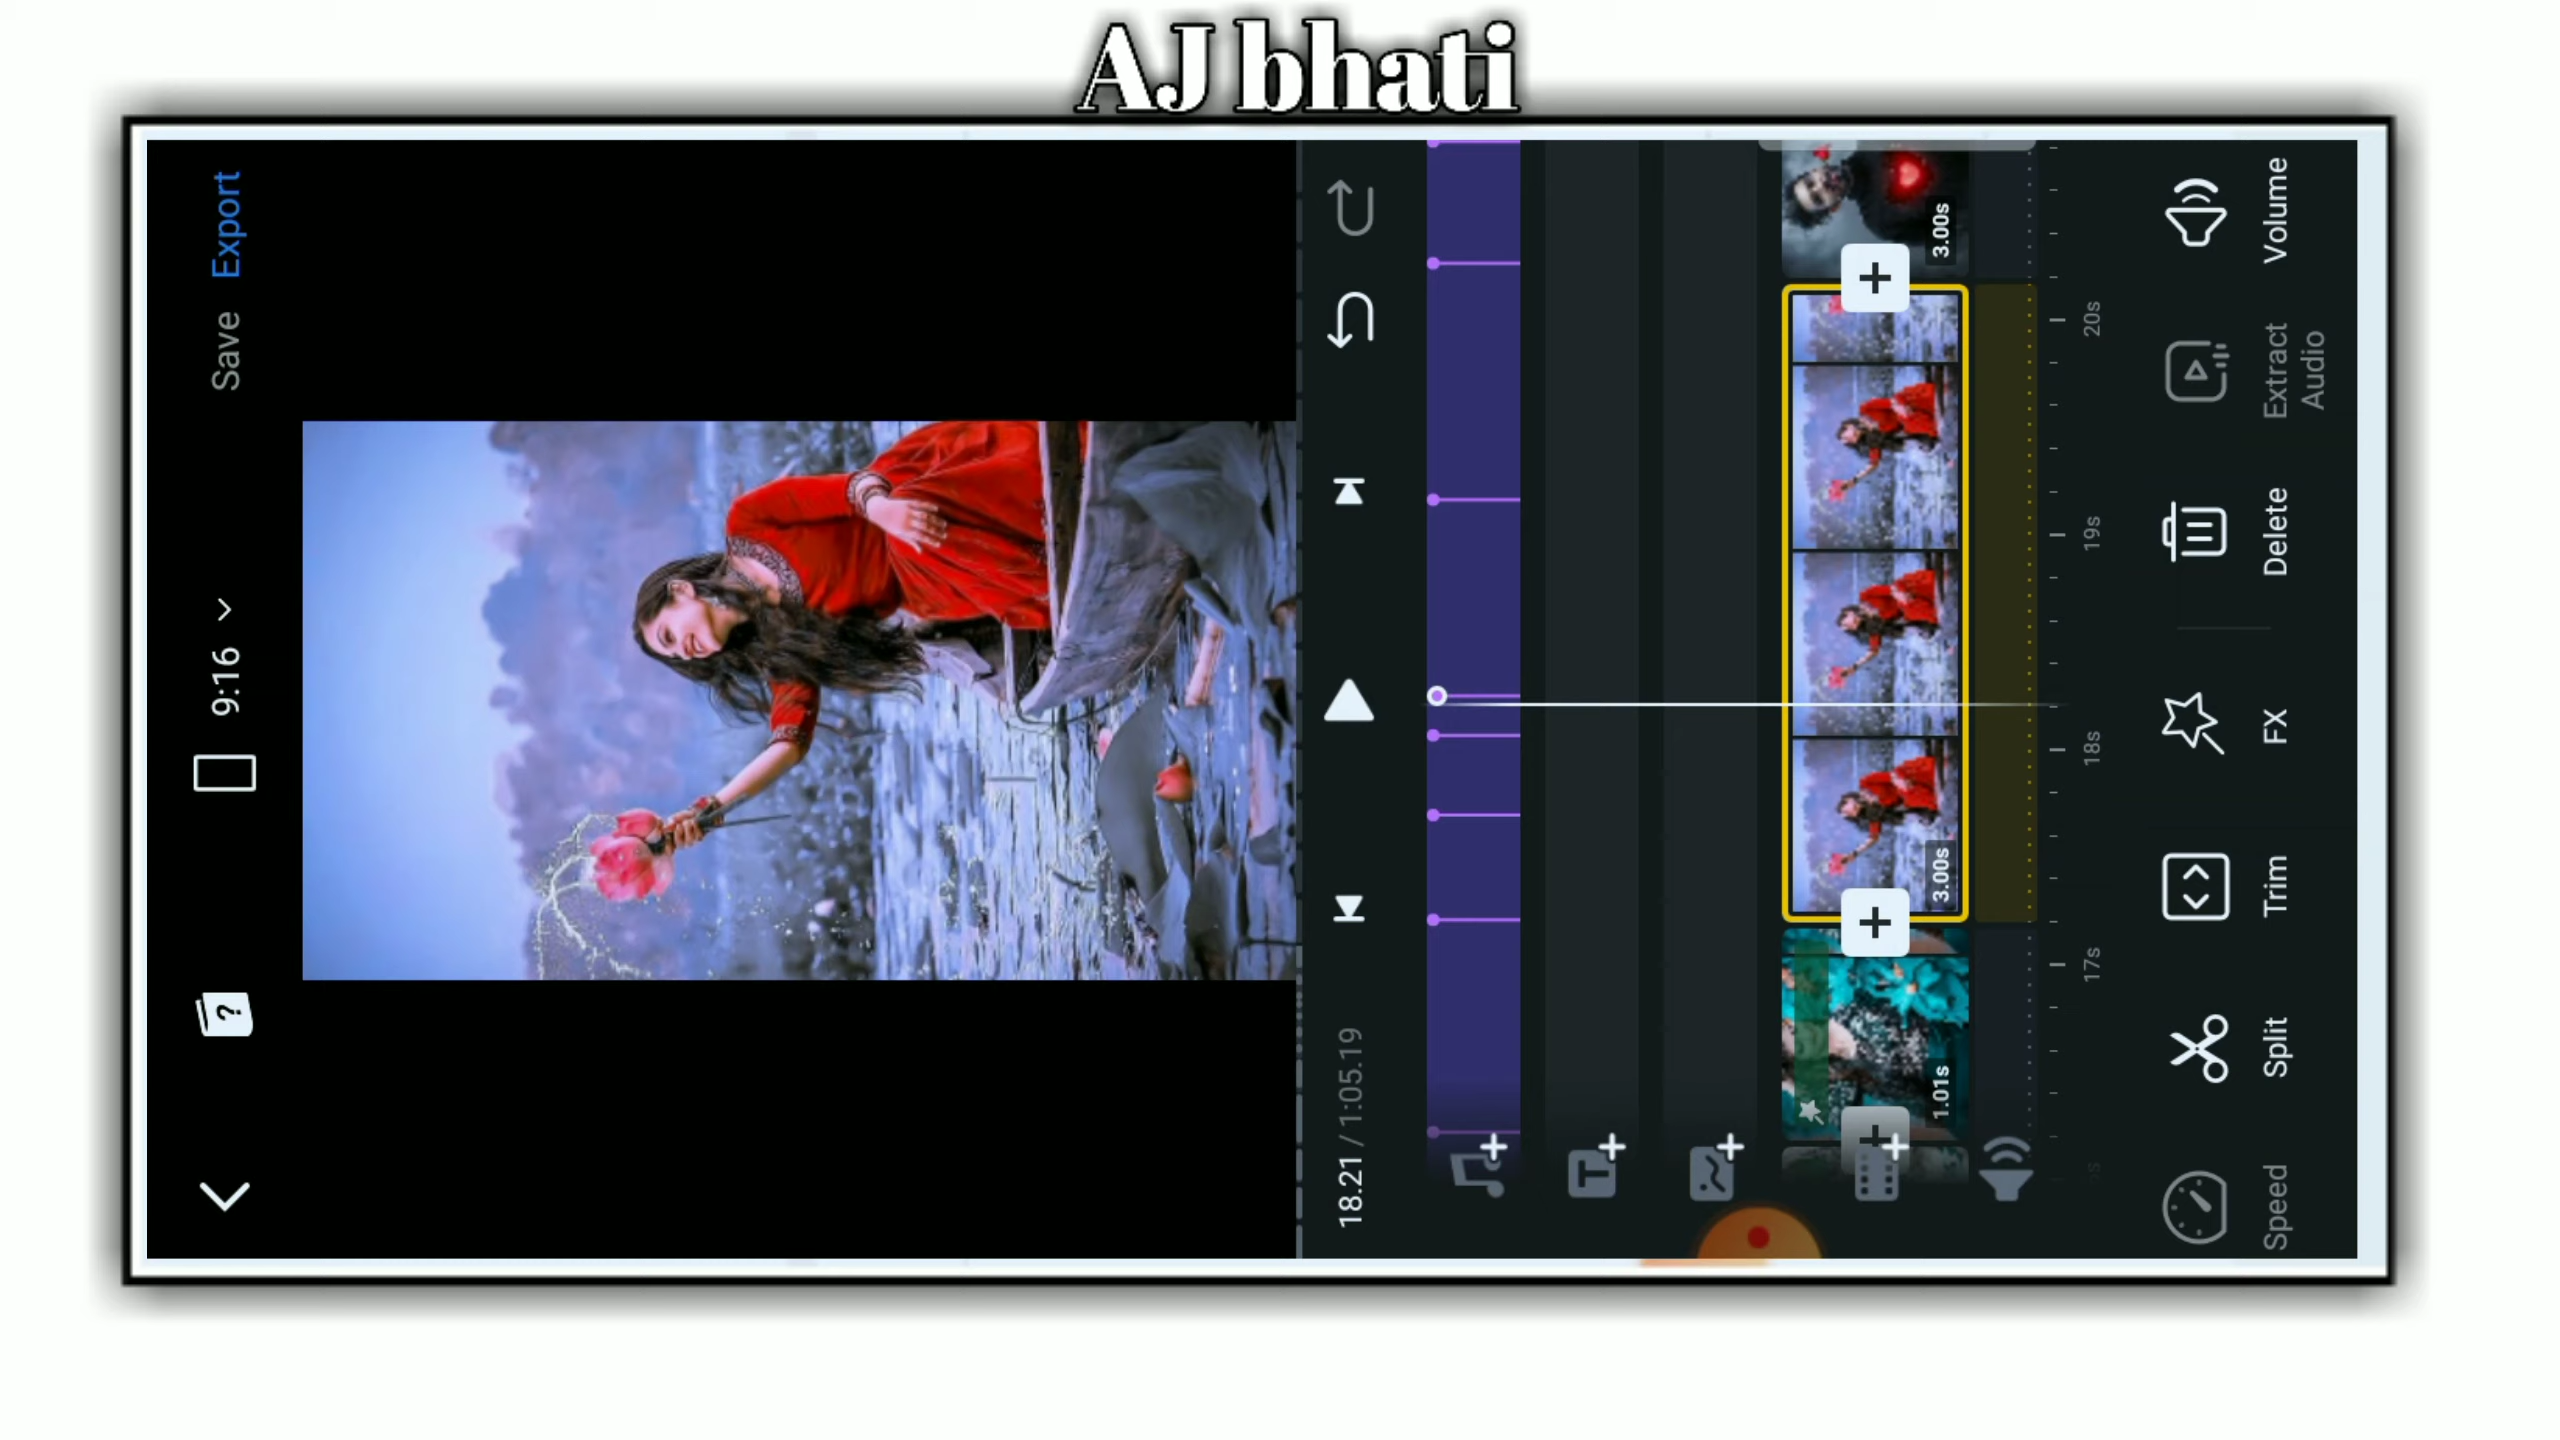 AJ bhati
9:16
Save Export
18.21 / 1:05.19
1.01s
3.00s
3.00s
17s
18s
19s
20s
Speed
Split
Trim
FX
Delete
Extract
Audio
Volume